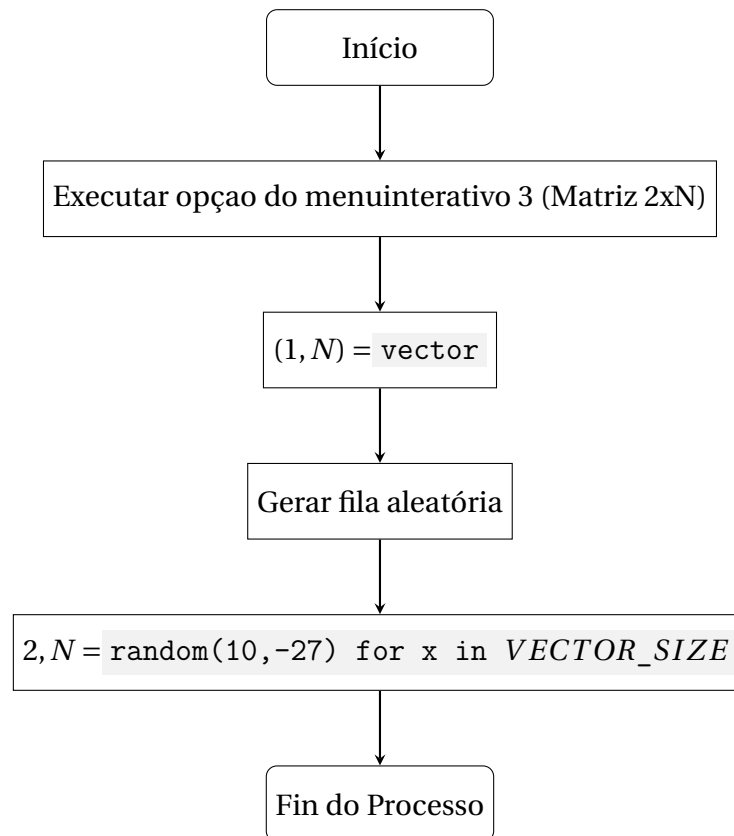 Início
Executar opçao do menuinterativo 3 (Matriz 2xN)
(1, N) = vector
Gerar fila aleatória
2, N = random(10,-27) for x in VECTOR_SIZE
Fin do Processo